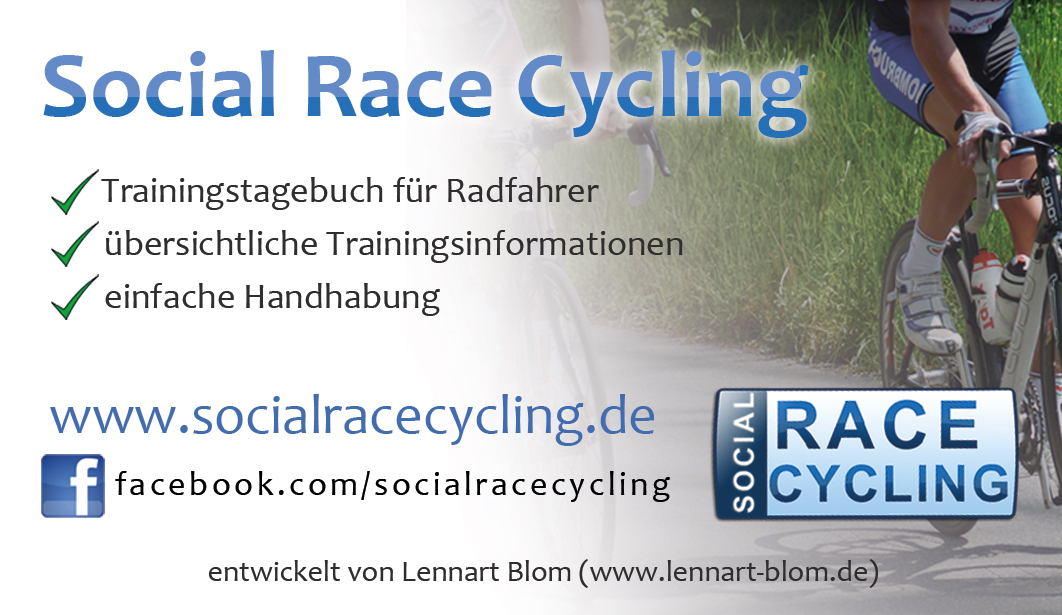 Social Race Cycling
Trainingstagebuch für Radfahrer
übersichtliche Trainingsinformationen
einfache Handhabung
www.socialracecycling.de
f facebook.com/socialracecycling
SOCIAL
RACE
CYCLING
entwickelt von Lennart Blom (www.lennart-blom.de)